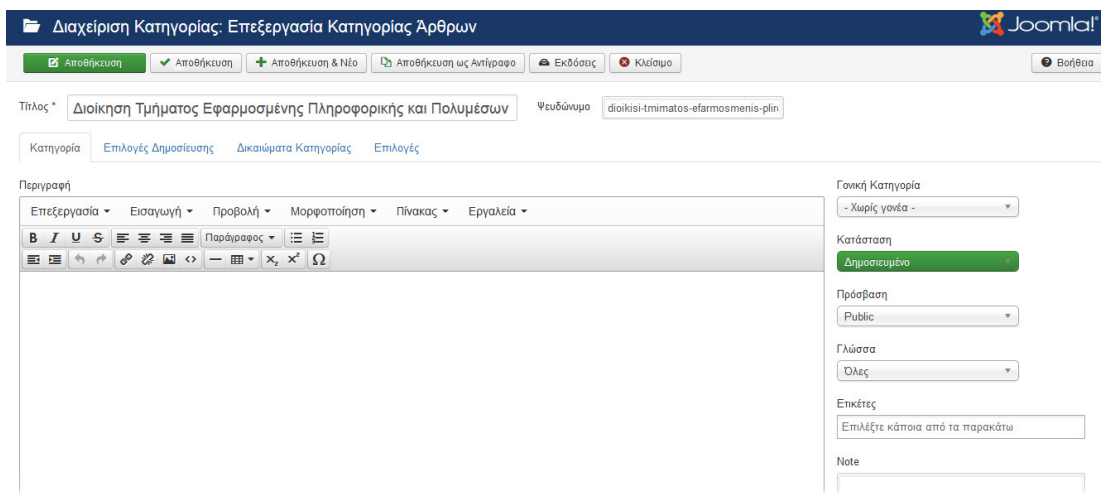 Διαχείριση Κατηγορίας: Επεξεργασία Κατηγορίας Άρθρων
Joomla!
Αποθήκευση Αποθήκευση Αποθήκευση & Νέο Αποθήκευση ως Αντίγραφο Εκδόσεις Κλείσιμο Βοήθεια
Τίτλος * Διοίκηση Τμήματος Εφαρμοσμένης Πληροφορικής και Πολυμέσων Ψευδώνυμο dioikisi-tmimatos-efarmosmenis-plir
Κατηγορία Επιλογές Δημοσίευσης Δικαιώματα Κατηγορίας Επιλογές
Περιγραφή
Επεξεργασία Εισαγωγή Προβολή Μορφοποίηση Πίνακας Εργαλεία
B I U S Παράγραφος
x₂ x² Ω
Γονική Κατηγορία
- Χωρίς γονέα -
Κατάσταση
Δημοσιευμένο
Πρόσβαση
Public
Γλώσσα
Όλες
Ετικέτες
Επιλέξτε κάποια από τα παρακάτω
Note